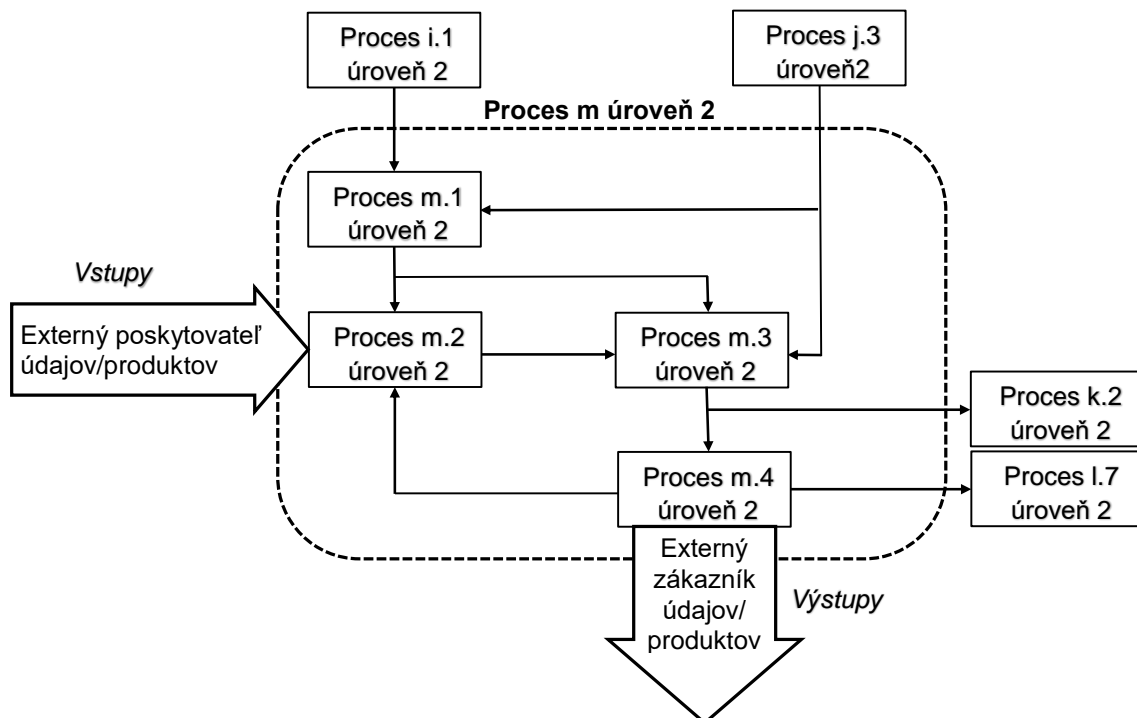 Proces i.1
úroveň 2
Proces j.3
úroveň2
Proces m úroveň 2
Proces m.1
úroveň 2
Vstupy
Externý poskytovateľ
údajov/produktov
Proces m.2
úroveň 2
Proces m.3
úroveň 2
Proces k.2
úroveň 2
Proces m.4
úroveň 2
Proces l.7
úroveň 2
Externý
zákazník
údajov/
produktov
Výstupy